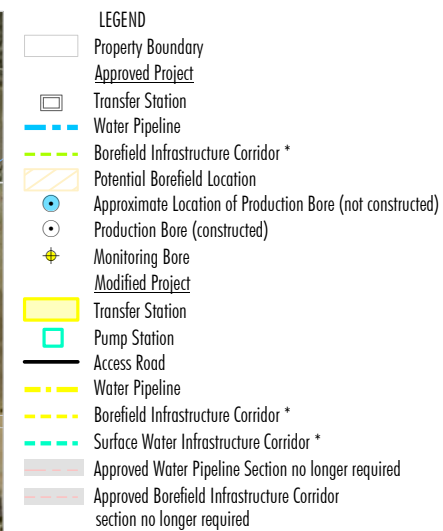 LEGEND
Property Boundary
Approved Project
Transfer Station
Water Pipeline
Borefield Infrastructure Corridor *
Potential Borefield Location
Approximate Location of Production Bore (not constructed)
Production Bore (constructed)
Monitoring Bore
Modified Project
Transfer Station
Pump Station
Access Road
Water Pipeline
Borefield Infrastructure Corridor *
Surface Water Infrastructure Corridor *
Approved Water Pipeline Section no longer required
Approved Borefield Infrastructure Corridor
section no longer required